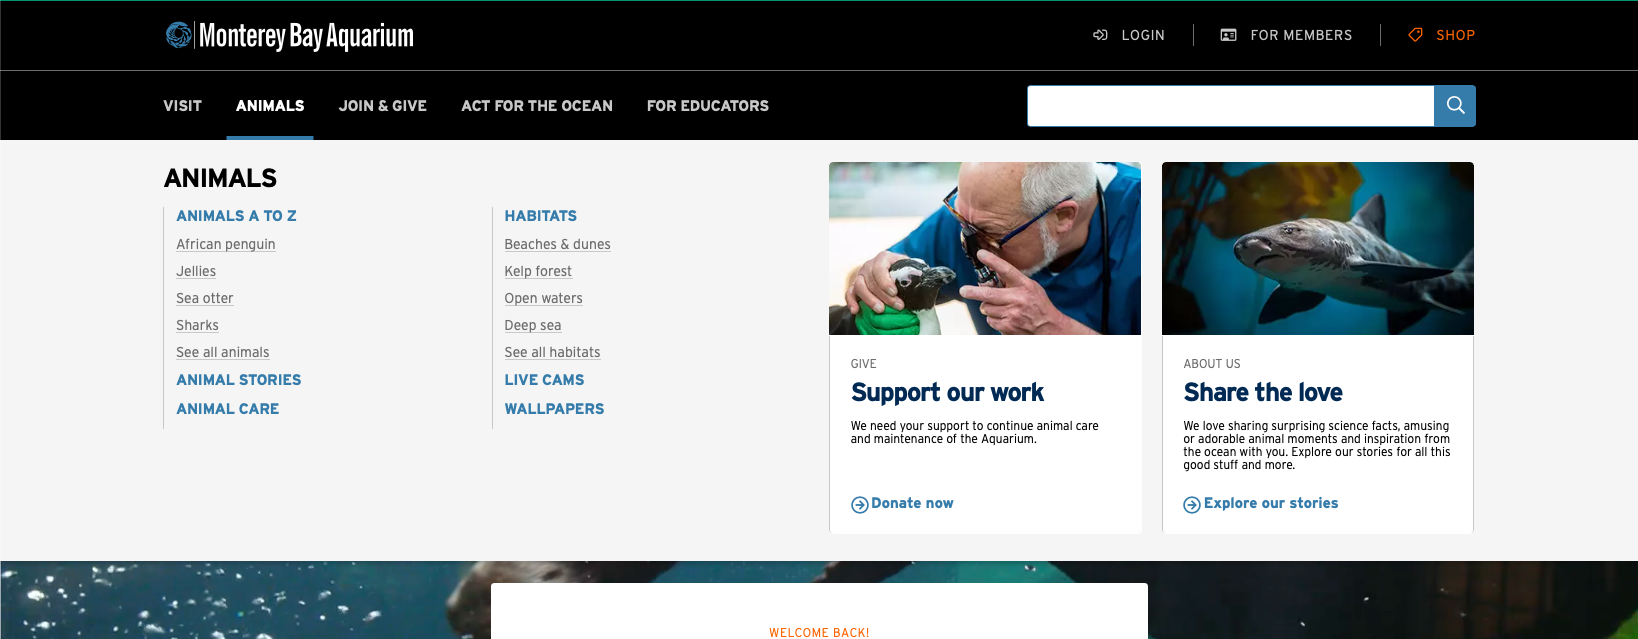 Monterey Bay Aquarium
LOGIN
FOR MEMBERS
SHOP
VISIT
ANIMALS
JOIN & GIVE
ACT FOR THE OCEAN
FOR EDUCATORS
ANIMALS
ANIMALS A TO Z
African penguin
Jellies
Sea otter
Sharks
See all animals
ANIMAL STORIES
ANIMAL CARE
HABITATS
Beaches & dunes
Kelp forest
Open waters
Deep sea
See all habitats
LIVE CAMS
WALLPAPERS
GIVE
Support our work
We need your support to continue animal care
and maintenance of the Aquarium.
Donate now
ABOUT US
Share the love
We love sharing surprising science facts, amusing
or adorable animal moments and inspiration from
the ocean with you. Explore our stories for all this
good stuff and more.
Explore our stories
WELCOME BACK!